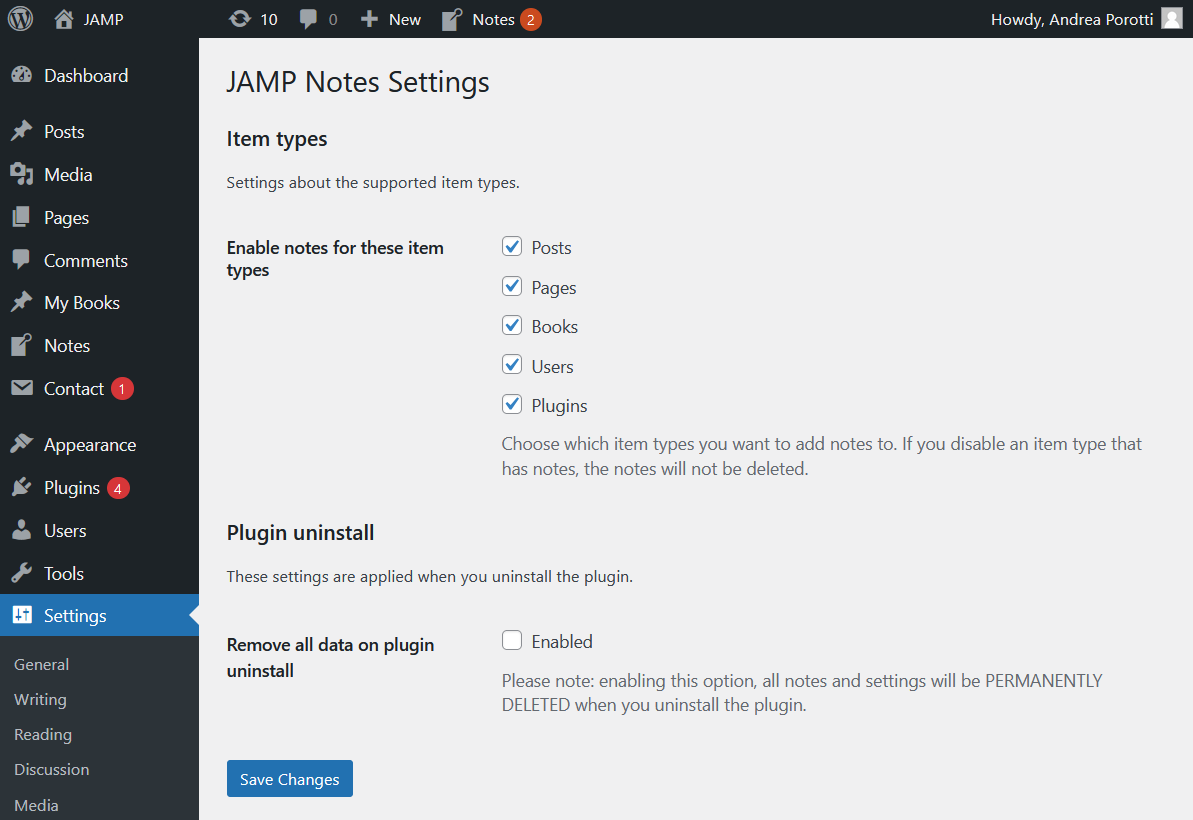 JAMP 10 0 New Notes 2 Howdy, Andrea Porotti
Dashboard
Posts
Media
Pages
Comments
My Books
Notes
Contact 1
Appearance
Plugins 4
Users
Tools
Settings
General
Writing
Reading
Discussion
Media
JAMP Notes Settings
Item types
Settings about the supported item types.
Enable notes for these item
types
Posts
Pages
Books
Users
Plugins
Choose which item types you want to add notes to. If you disable an item type that
has notes, the notes will not be deleted.
Plugin uninstall
These settings are applied when you uninstall the plugin.
Remove all data on plugin
uninstall
Enabled
Please note: enabling this option, all notes and settings will be PERMANENTLY
DELETED when you uninstall the plugin.
Save Changes